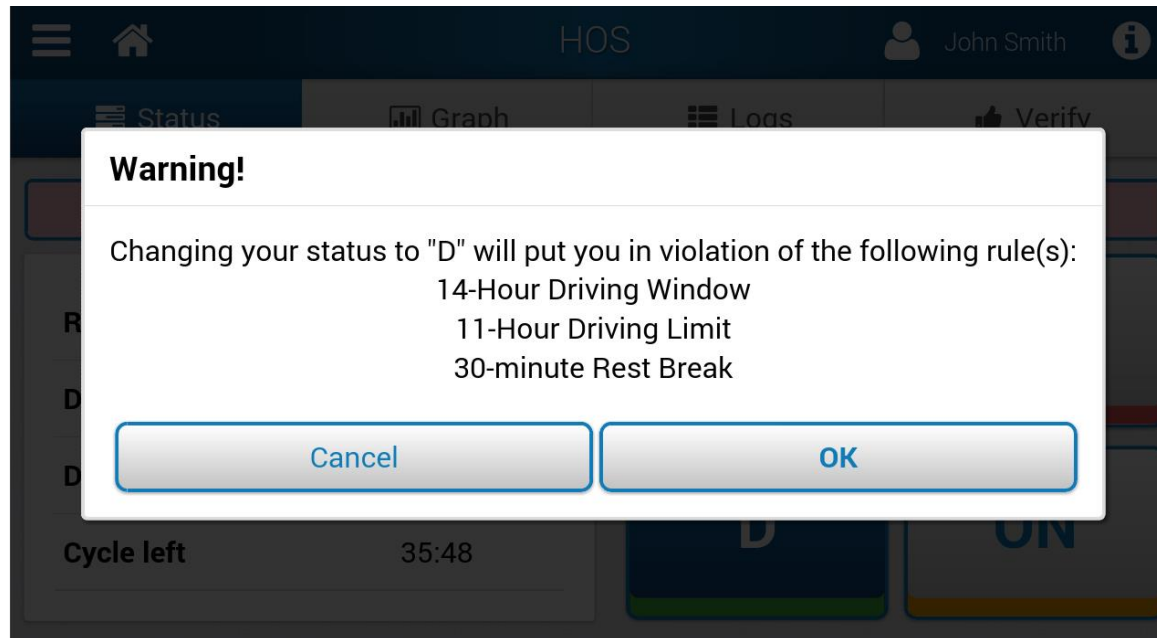 HOS
John Smith
Status
Graph
Logs
Verify
Warning!
Changing your status to "D" will put you in violation of the following rule(s):
14-Hour Driving Window
11-Hour Driving Limit
30-minute Rest Break
Cancel
OK
R
D
D
Cycle left
35:48
D
ON